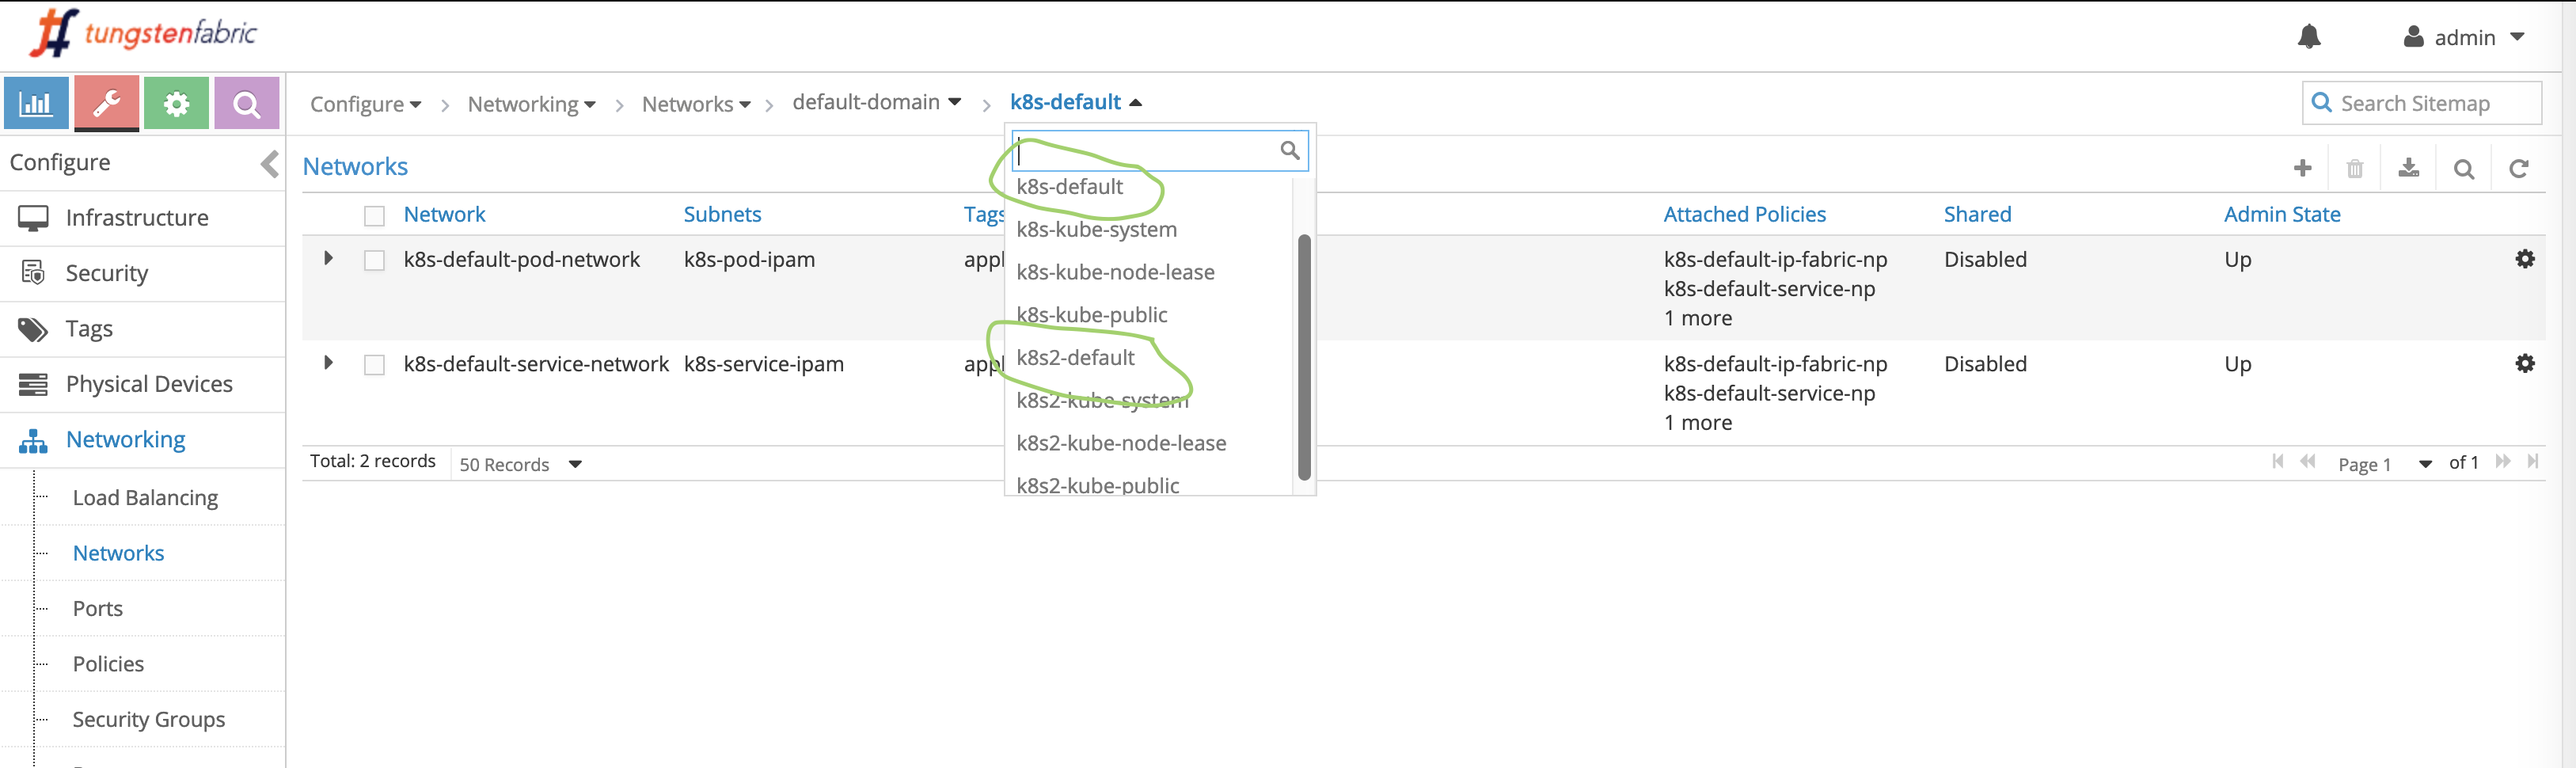 tungstenfabric
admin
Configure
Networking
Networks
default-domain
k8s-default
Search Sitemap
Configure
Infrastructure
Security
Tags
Physical Devices
Networking
Load Balancing
Networks
Ports
Policies
Security Groups
Networks
k8s-default
k8s-kube-system
k8s-kube-node-lease
k8s-kube-public
k8s2-default
k8s2-kube-system
k8s2-kube-node-lease
k8s2-kube-public
Network Subnets Tags Attached Policies Shared Admin State
k8s-default-pod-network k8s-pod-ipam appl k8s-default-ip-fabric-np Disabled Up
k8s-default-service-np
1 more
k8s-default-service-network k8s-service-ipam appl k8s-default-ip-fabric-np Disabled Up
k8s-default-service-np
1 more
Total: 2 records 50 Records Page 1 of 1